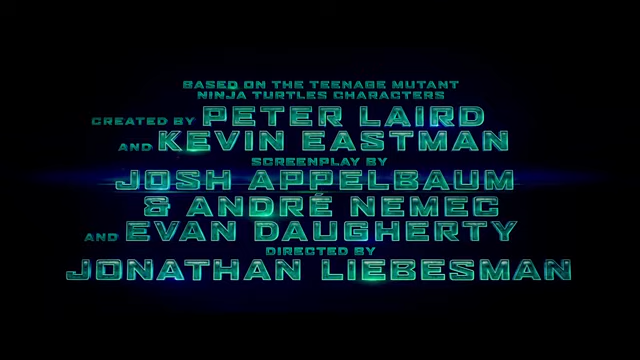 BASED ON THE TEENAGE MUTANT
NINJA TURTLES CHARACTERS
CREATED BY PETER LAIRD
AND KEVIN EASTMAN
SCREENPLAY BY
JOSH APPELBAUM
& ANDRÉ NEMEC
AND EVAN DAUGHERTY
DIRECTED BY
JONATHAN LIEBESMAN